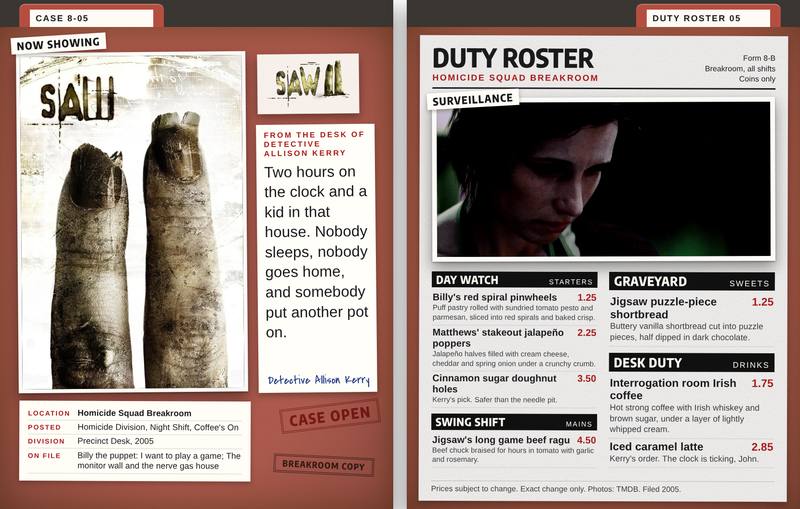 CASE 8-05
NOW SHOWING
SAW
SAW II
FROM THE DESK OF
DETECTIVE
ALLISON KERRY
Two hours on
the clock and a
kid in that
house. Nobody
sleeps, nobody
goes home,
and somebody
put another pot
on.
Detective Allison Kerry
LOCATION Homicide Squad Breakroom
POSTED Homicide Division, Night Shift, Coffee's On
DIVISION Precinct Desk, 2005
ON FILE Billy the puppet: I want to play a game; The
monitor wall and the nerve gas house
CASE OPEN
BREAKROOM COPY
DUTY ROSTER 05
DUTY ROSTER
HOMICIDE SQUAD BREAKROOM
Form 8-B
Breakroom, all shifts
Coins only
SURVEILLANCE
DAY WATCH STARTERS
Billy's red spiral pinwheels 1.25
Puff pastry rolled with sundried tomato pesto and
parmesan, sliced into red spirals and baked crisp.
Matthews' stakeout jalapeño 2.25
poppers
Jalapeño halves filled with cream cheese,
cheddar and spring onion under a crunchy crumb.
Cinnamon sugar doughnut 3.50
holes
Kerry's pick. Safer than the needle pit.
SWING SHIFT MAINS
Jigsaw's long game beef ragu 4.50
Beef chuck braised for hours in tomato with garlic
and rosemary.
GRAVEYARD SWEETS
Jigsaw puzzle-piece 1.25
shortbread
Buttery vanilla shortbread cut into puzzle
pieces, half dipped in dark chocolate.
DESK DUTY DRINKS
Interrogation room Irish 1.75
coffee
Hot strong coffee with Irish whiskey and
brown sugar, under a layer of lightly
whipped cream.
Iced caramel latte 2.85
Kerry's order. The clock is ticking, John.
Prices subject to change. Exact change only. Photos: TMDB. Filed 2005.